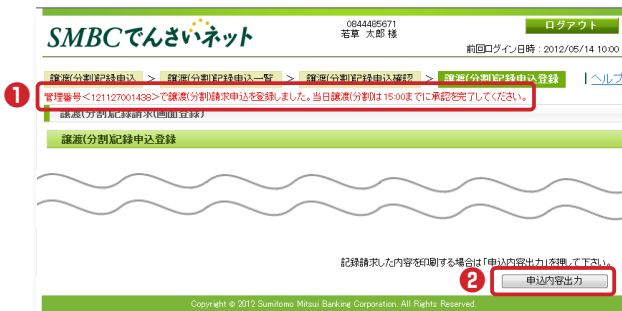 SMBCでんさいネット
0844485671
若草 太郎 様
ログアウト
前回ログイン日時：2012/05/14 10:00
譲渡(分割)記録申込 > 譲渡(分割)記録申込一覧 > 譲渡(分割)記録申込確認 > 譲渡(分割)記録申込登録 ヘルプ
1
管理番号<121127001438>で譲渡(分割)請求申込を登録しました。当日譲渡(分割)は15:00までに承認を完了してください。
譲渡(分割)記録請求(画面登録)
譲渡(分割)記録申込登録
記録請求した内容を印刷する場合は「申込内容出力」を押して下さい。
2
申込内容出力
Copyright © 2012 Sumitomo Mitsui Banking Corporation. All Rights Reserved.